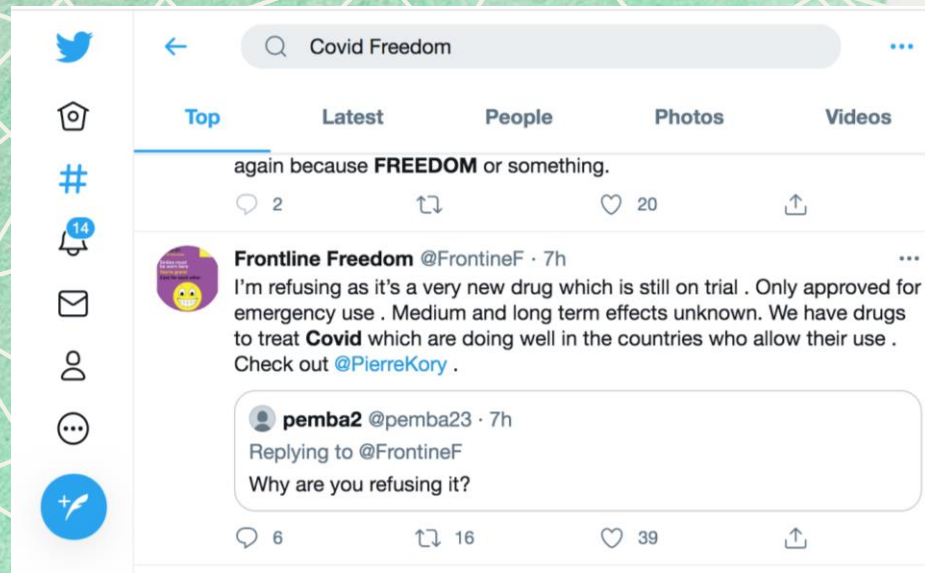 Covid Freedom
Top Latest People Photos Videos
again because FREEDOM or something.
2 20
14
Frontline Freedom @FrontineF · 7h
I'm refusing as it's a very new drug which is still on trial . Only approved for
emergency use . Medium and long term effects unknown. We have drugs
to treat Covid which are doing well in the countries who allow their use .
Check out @PierreKory .
pemba2 @pemba23 · 7h
Replying to @FrontineF
Why are you refusing it?
6 16 39